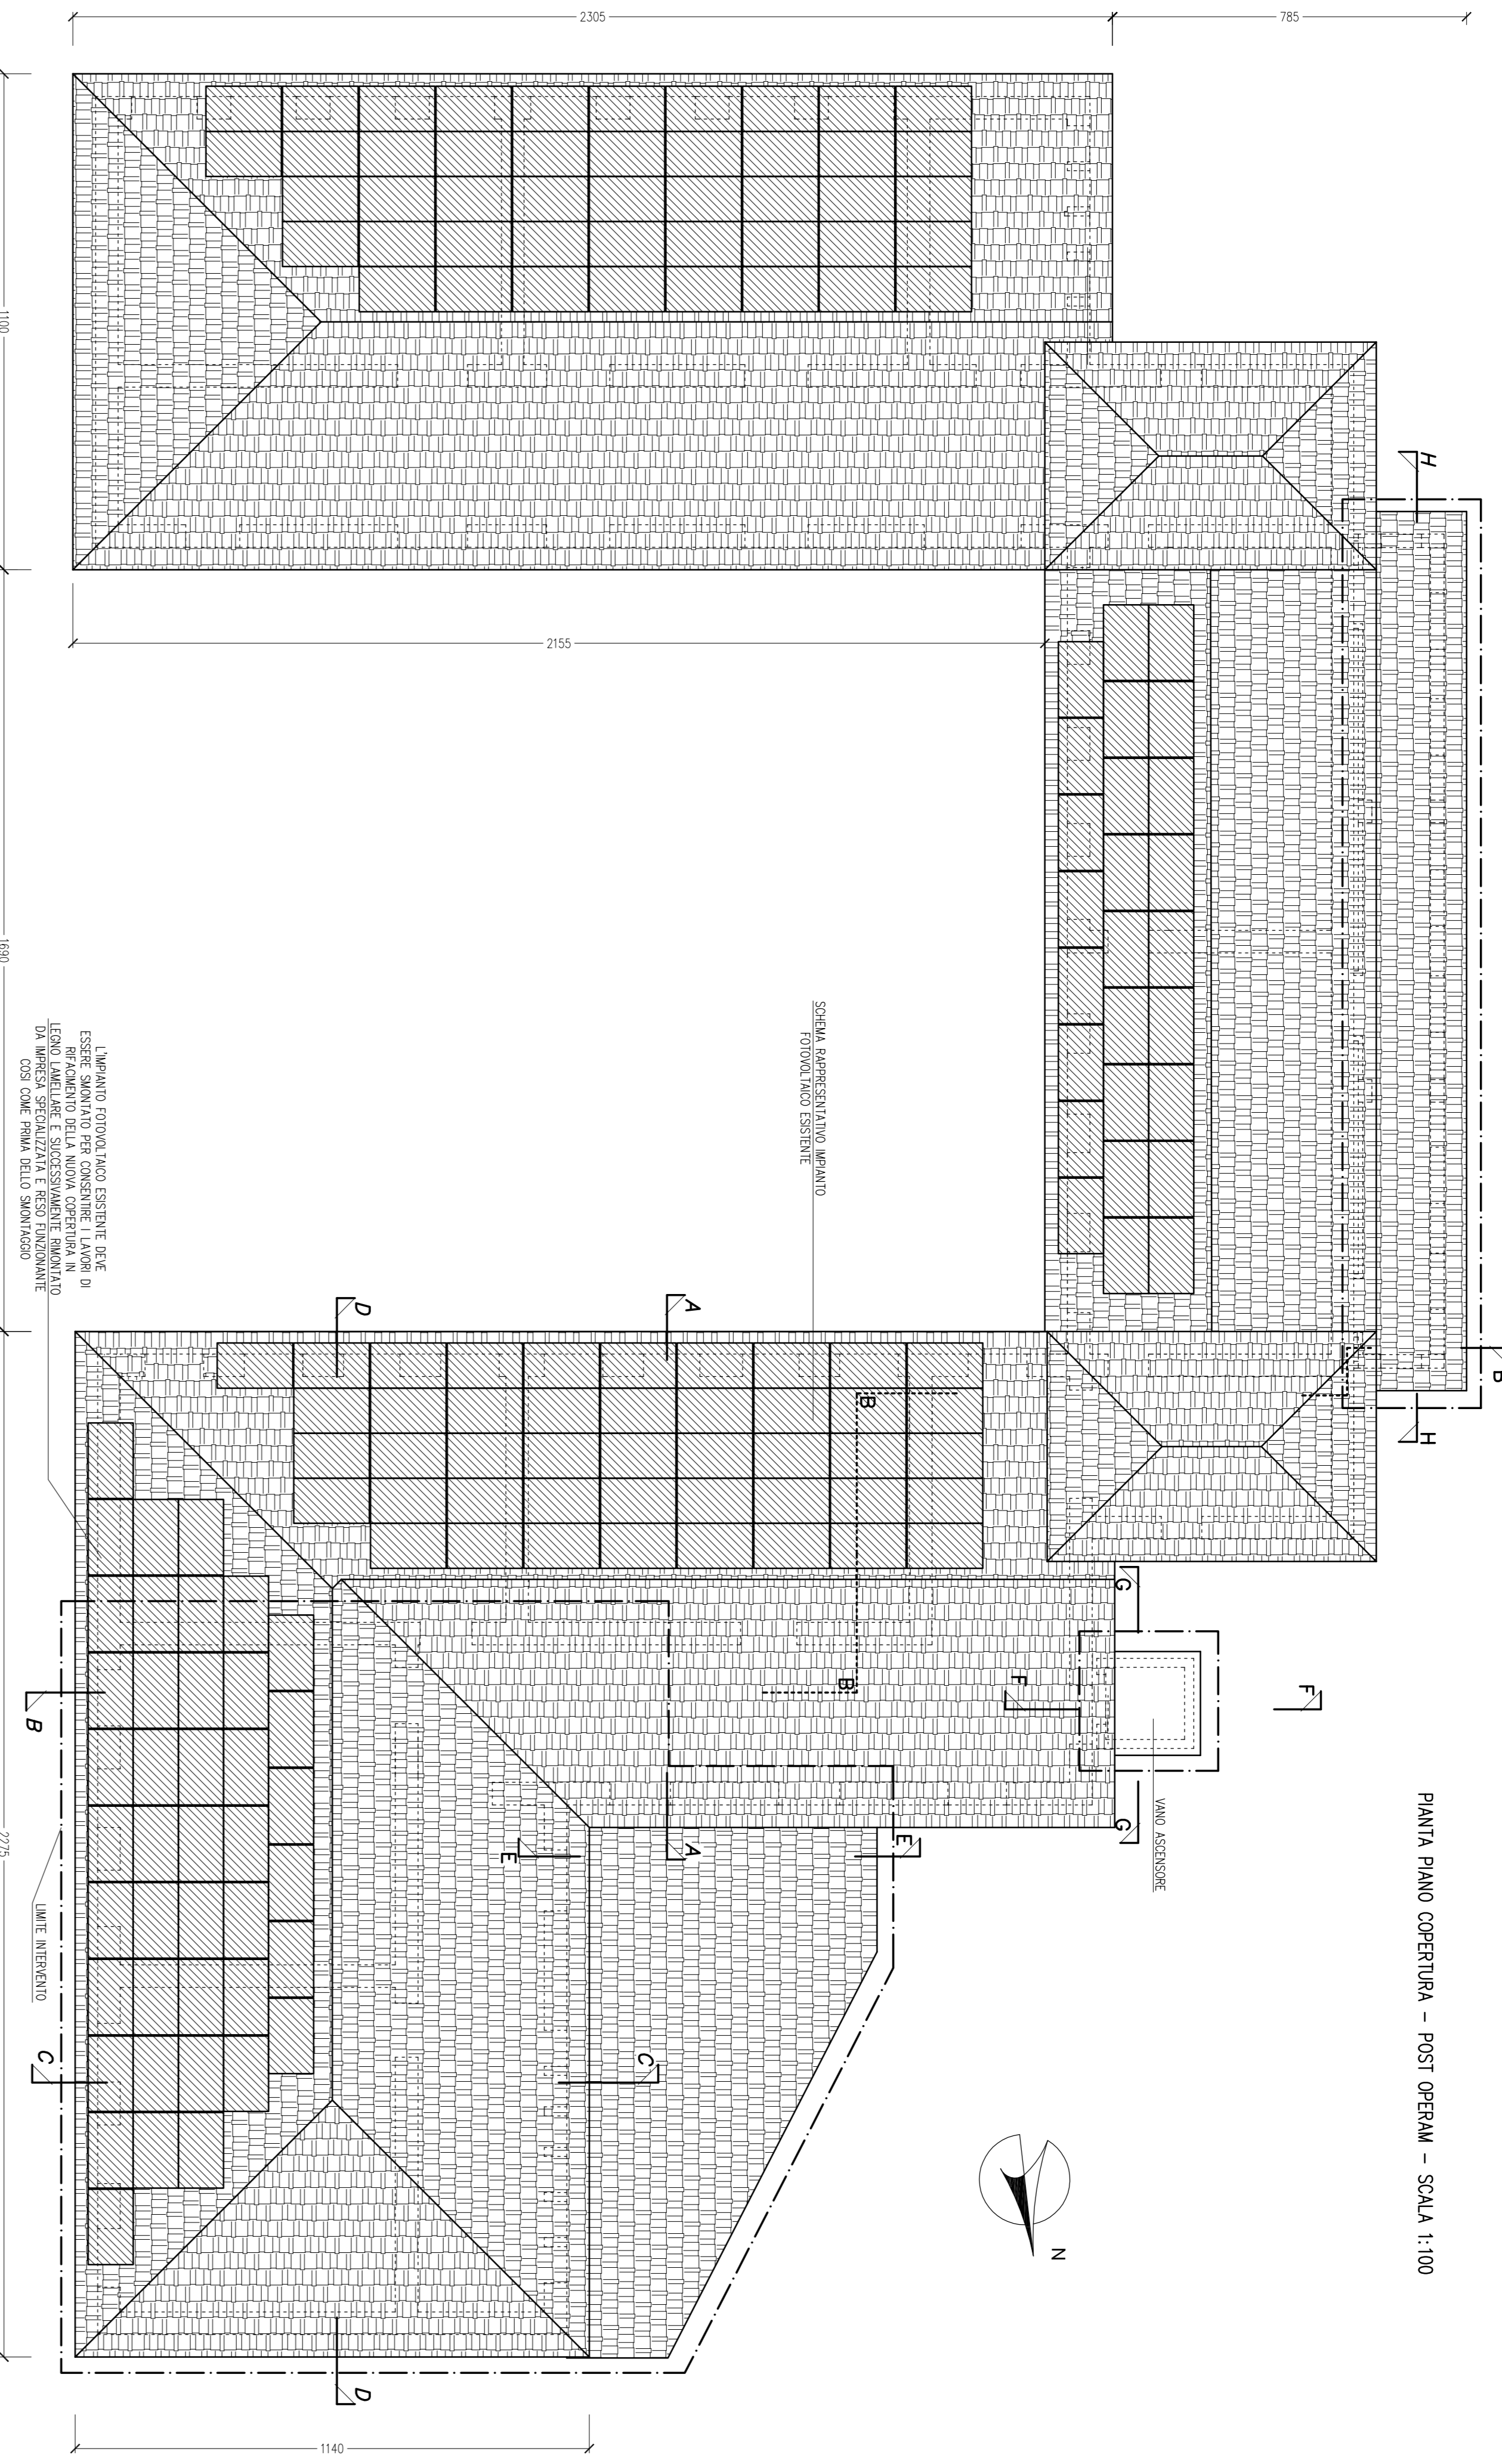 PIANTA PIANO COPERTURA - POST OPERAM - SCALA 1:100
2305
785
1100
1690
2275
2155
1140
SCHEMA RAPPRESENTATIVO IMPIANTO
FOTOVOLTAICO ESISTENTE
L'IMPIANTO FOTOVOLTAICO ESISTENTE DEVE
ESSERE SMONTATO PER CONSENTIRE I LAVORI DI
RIFACIMENTO DELLA NUOVA COPERTURA IN
LEGNO LAMELLARE E SUCCESSIVAMENTE RIMONTATO
DA IMPRESA SPECIALIZZATA E RESO FUNZIONANTE
COSI COME PRIMA DELLO SMONTAGGIO
VANO ASCENSORE
LIMITE INTERVENTO
N
H
H
B
D
A
B
B
G
F
F
G
E
E
A
B
C
C
D